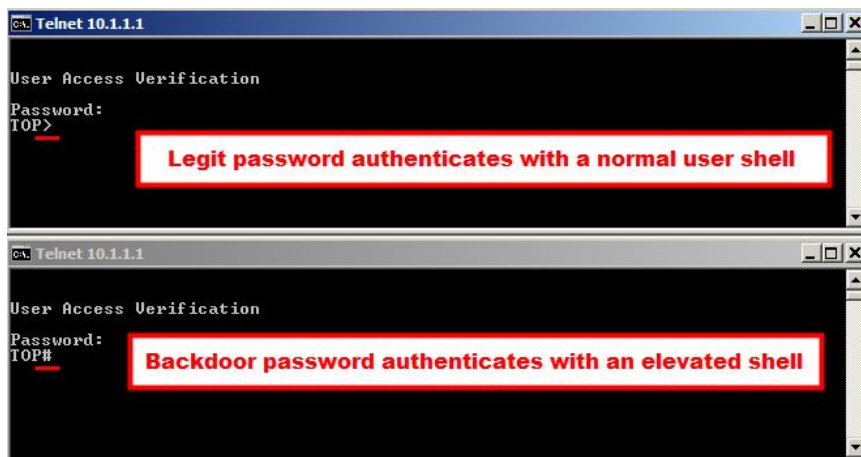 Telnet 10.1.1.1
User Access Verification
Password:
TOP>
Legit password authenticates with a normal user shell
Telnet 10.1.1.1
User Access Verification
Password:
TOP#
Backdoor password authenticates with an elevated shell